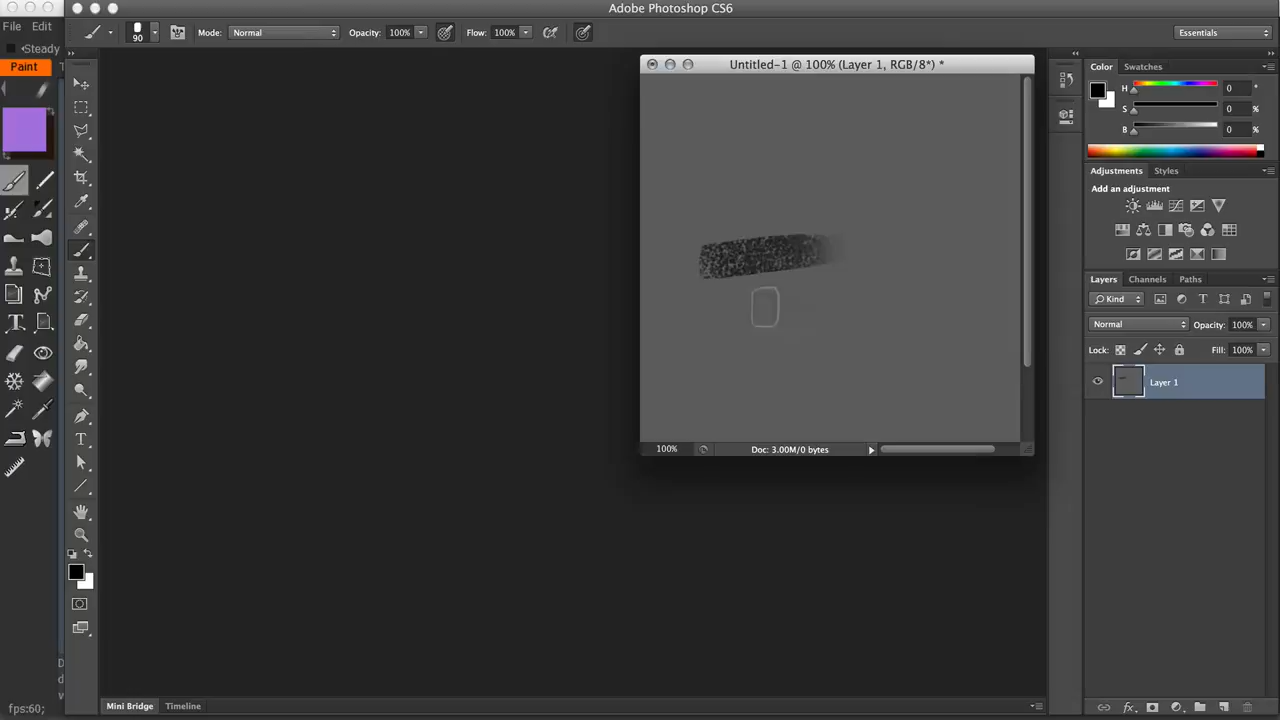 Adobe Photoshop CS6
File Edit
90
Mode: Normal Opacity: 100% Flow: 100% Essentials
Steady
Paint
Untitled-1 @ 100% (Layer 1, RGB/8*) *
Color Swatches
H 0 °
S 0 %
B 0 %
Adjustments Styles
Add an adjustment
Layers Channels Paths
Kind
Normal Opacity: 100%
Lock: Fill: 100%
Layer 1
100% Doc: 3.00M/0 bytes
D
d
v
fps:60;
Mini Bridge Timeline